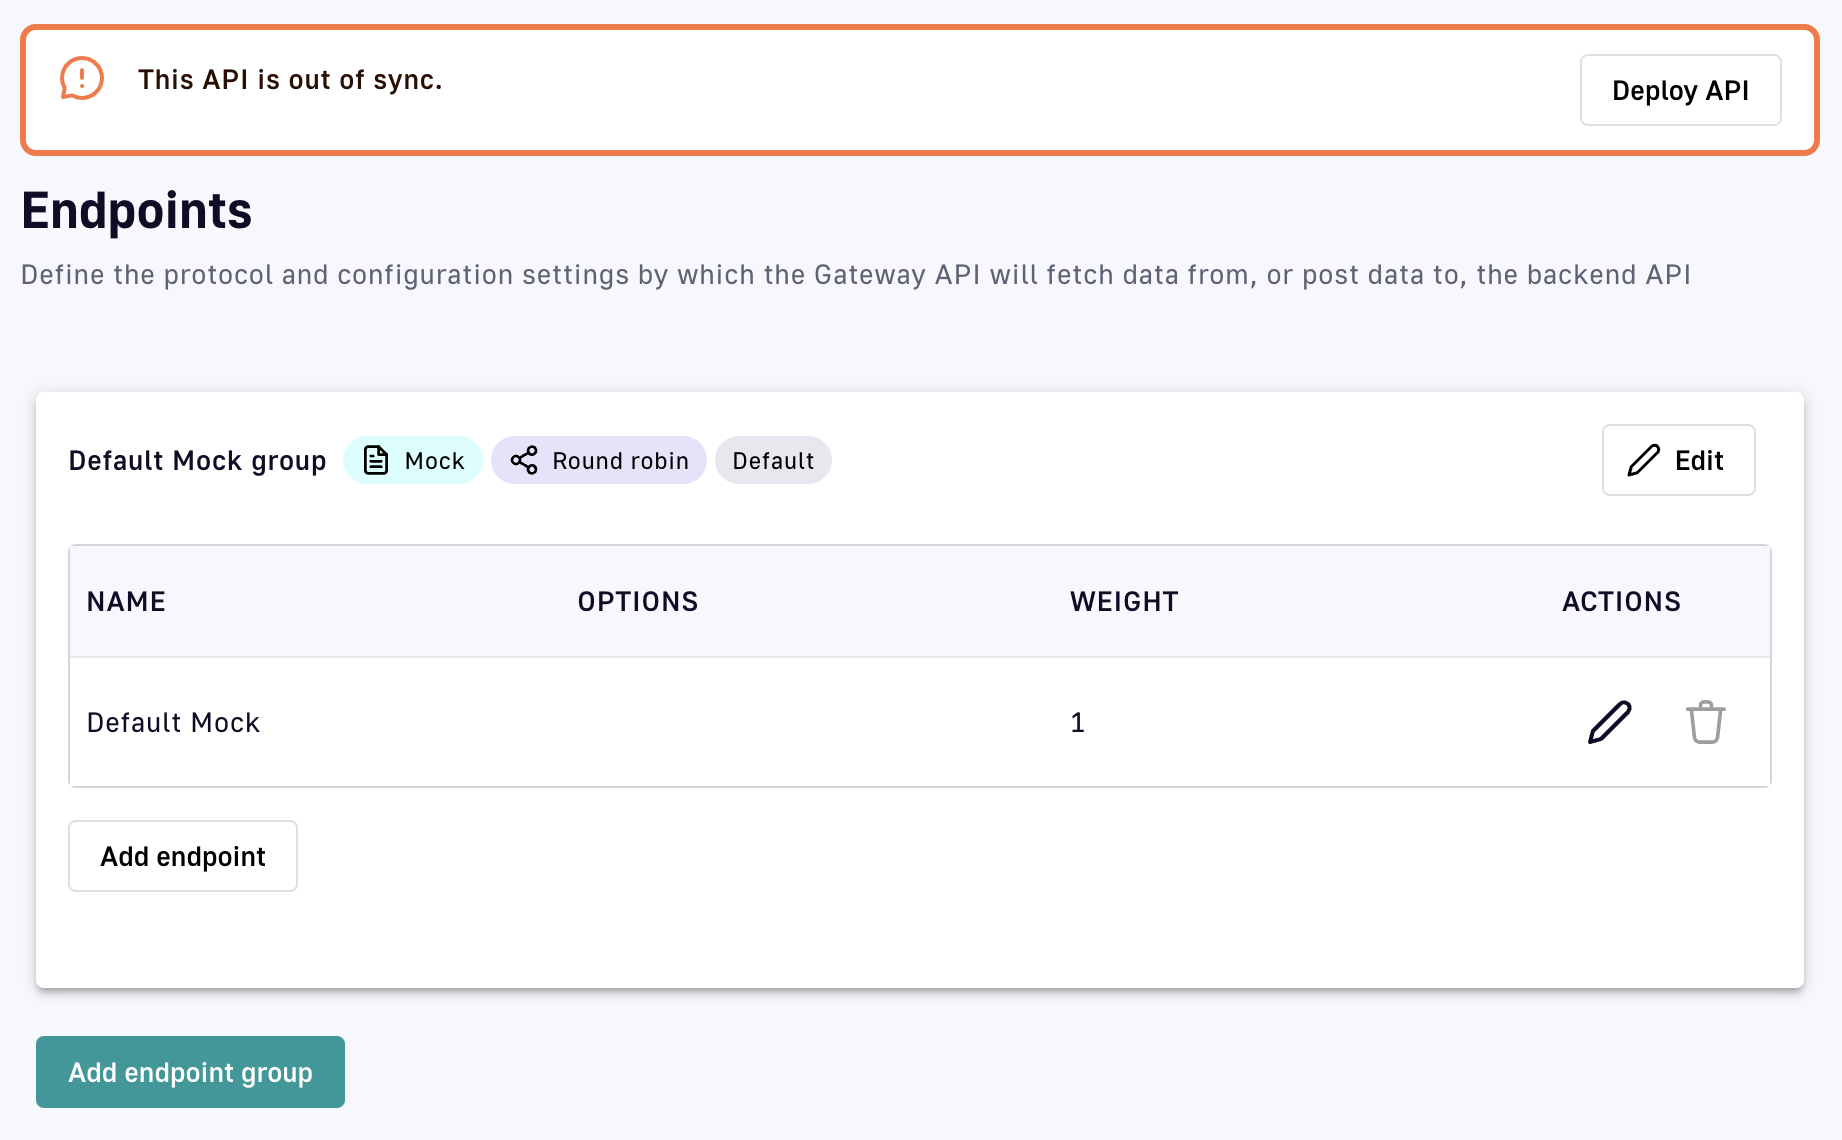 This API is out of sync.
Deploy API
Endpoints
Define the protocol and configuration settings by which the Gateway API will fetch data from, or post data to, the backend API
Default Mock group Mock Round robin Default Edit
NAME OPTIONS WEIGHT ACTIONS
Default Mock 1
Add endpoint
Add endpoint group